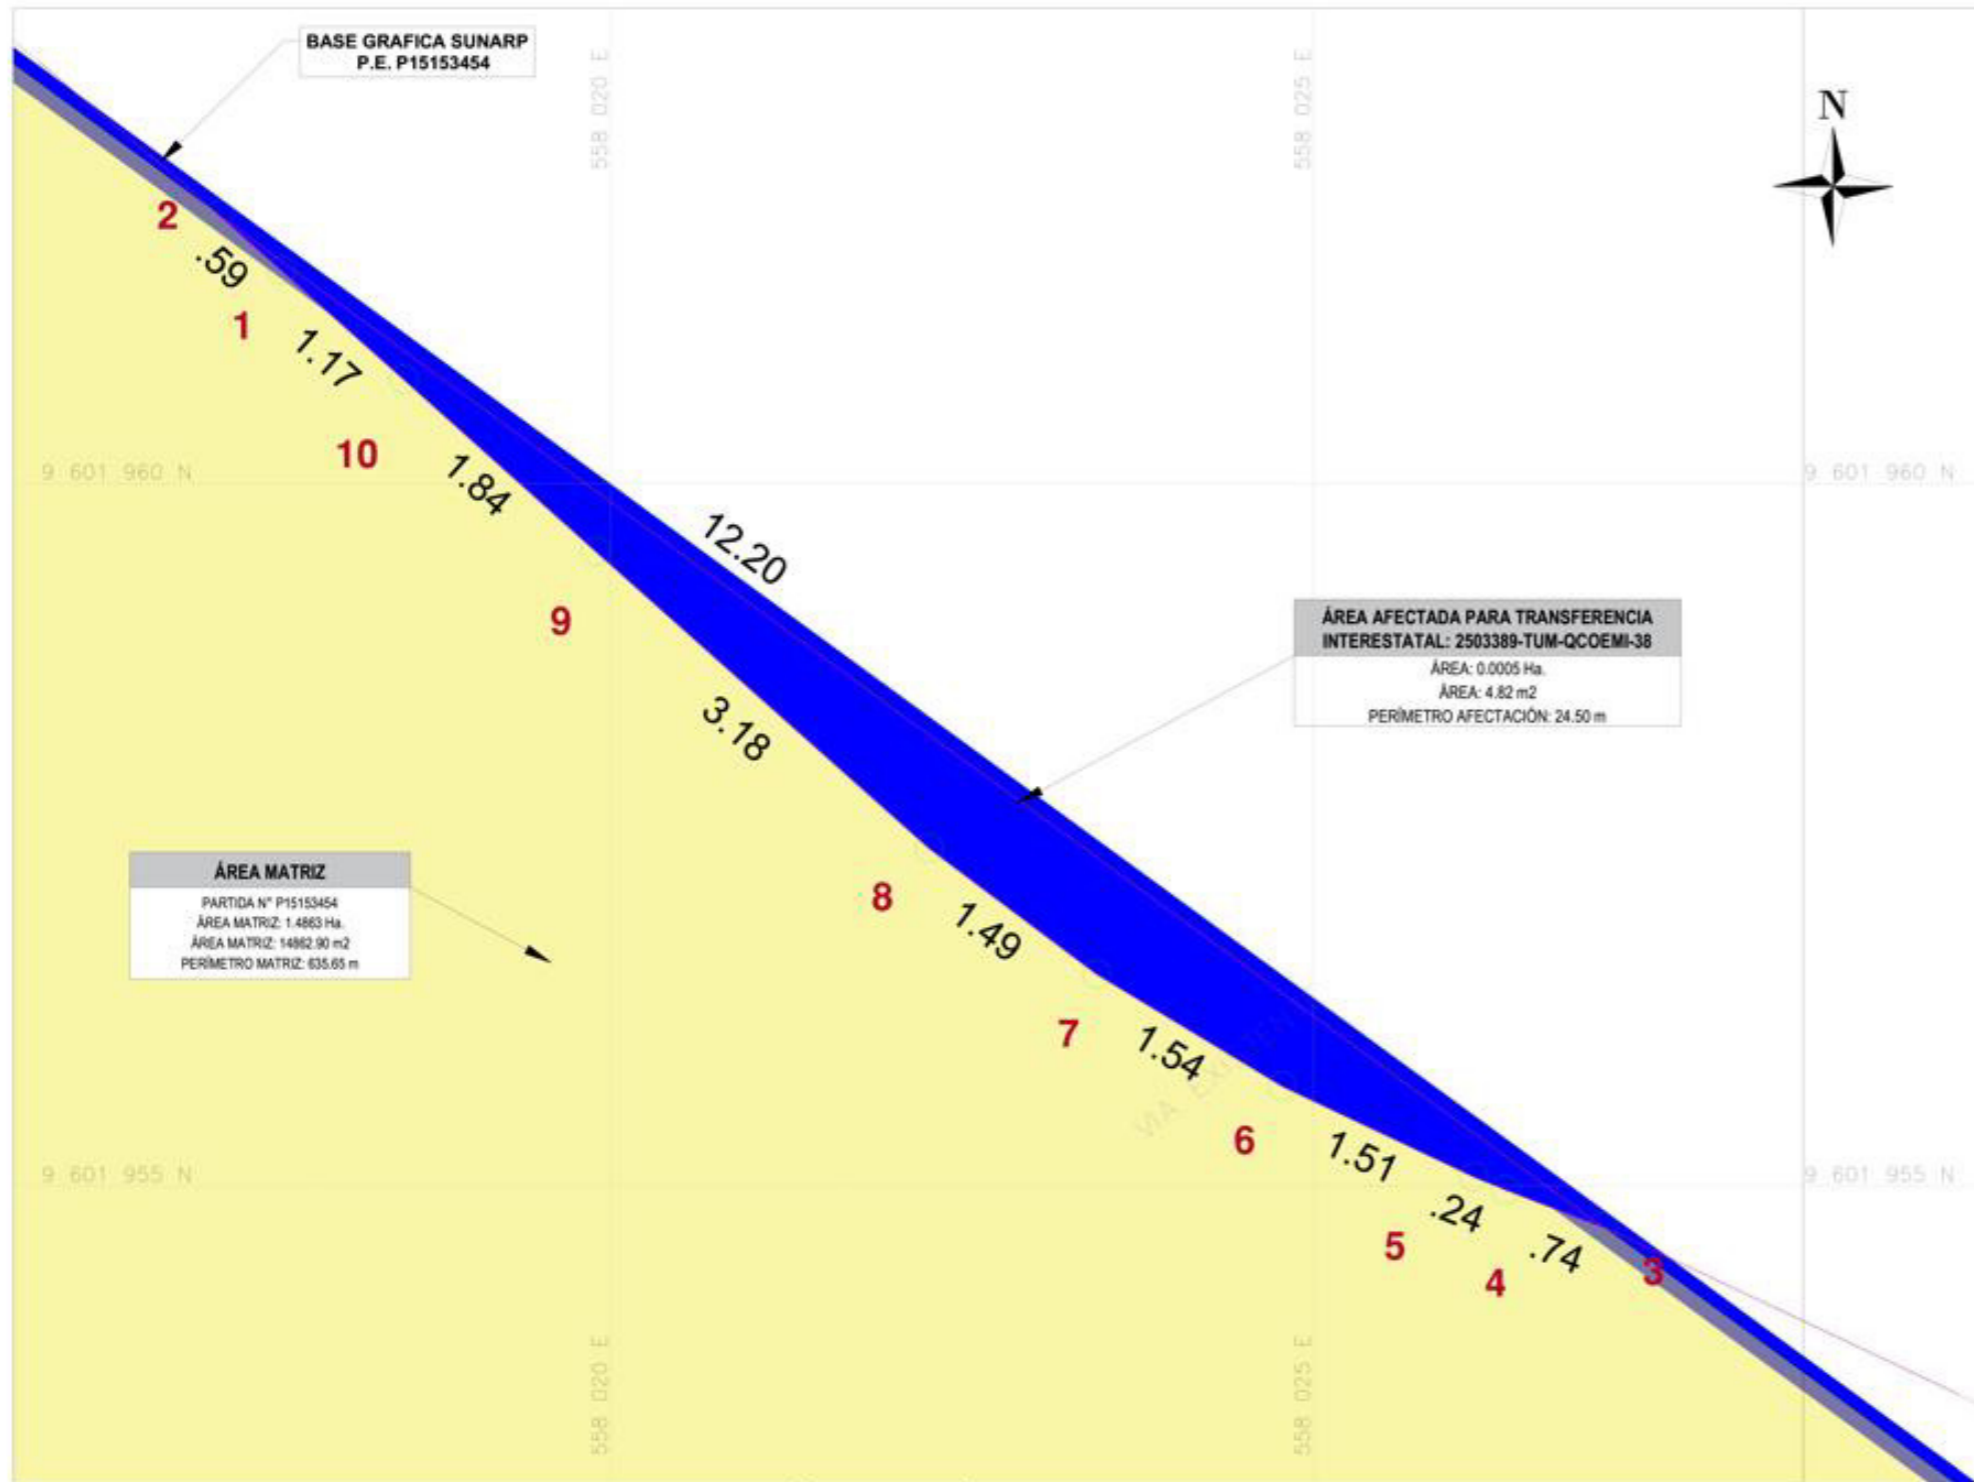 BASE GRAFICA SUNARP
P.E. P15153454
558 020 E
558 025 E
N
2
.59
1
1.17
10
9 601 960 N
1.84
9 601 960 N
12.20
9
ÁREA AFECTADA PARA TRANSFERENCIA
INTERESTATAL: 2503389-TUM-QCOEMI-38
ÁREA: 0.0005 Ha.
ÁREA: 4.82 m2
PERÍMETRO AFECTACIÓN: 24.50 m
3.18
ÁREA MATRIZ
PARTIDA N° P15153454
ÁREA MATRIZ: 1.4863 Ha.
ÁREA MATRIZ: 14862.90 m2
PERÍMETRO MATRIZ: 635.65 m
8
1.49
7
1.54
VIA
6
1.51
9 601 955 N
9 601 955 N
.24
5
.74
4
3
558 020 E
558 025 E